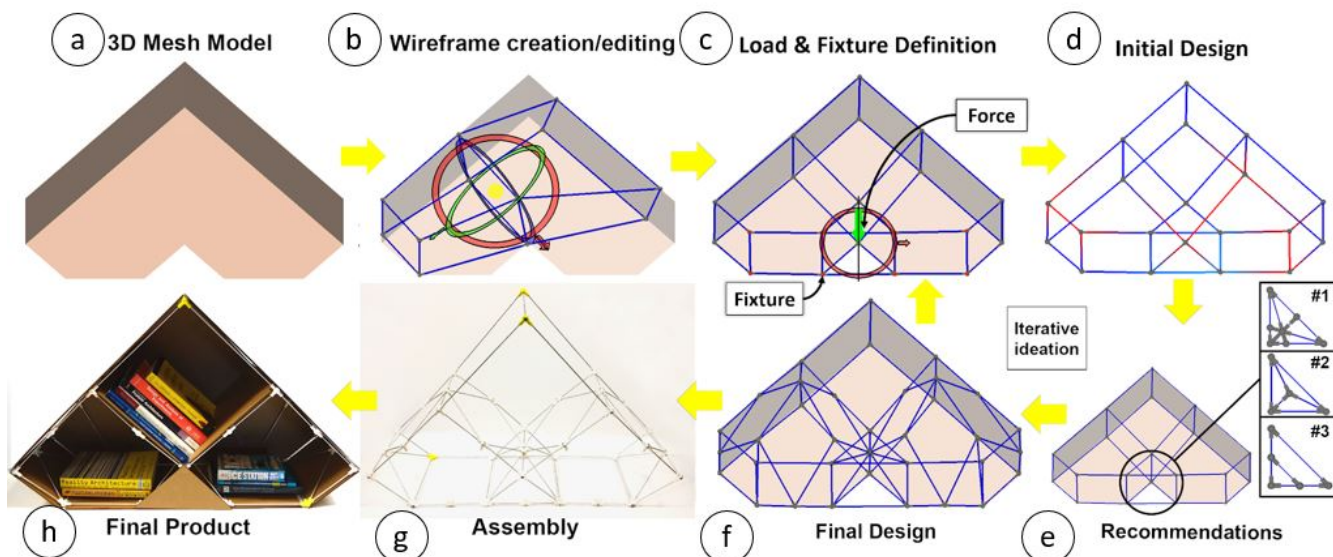 a
3D Mesh Model
b
Wireframe creation/editing
c
Load & Fixture Definition
d
Initial Design
Force
Fixture
#1
#2
#3
Iterative
ideation
h
Final Product
g
Assembly
f
Final Design
e
Recommendations